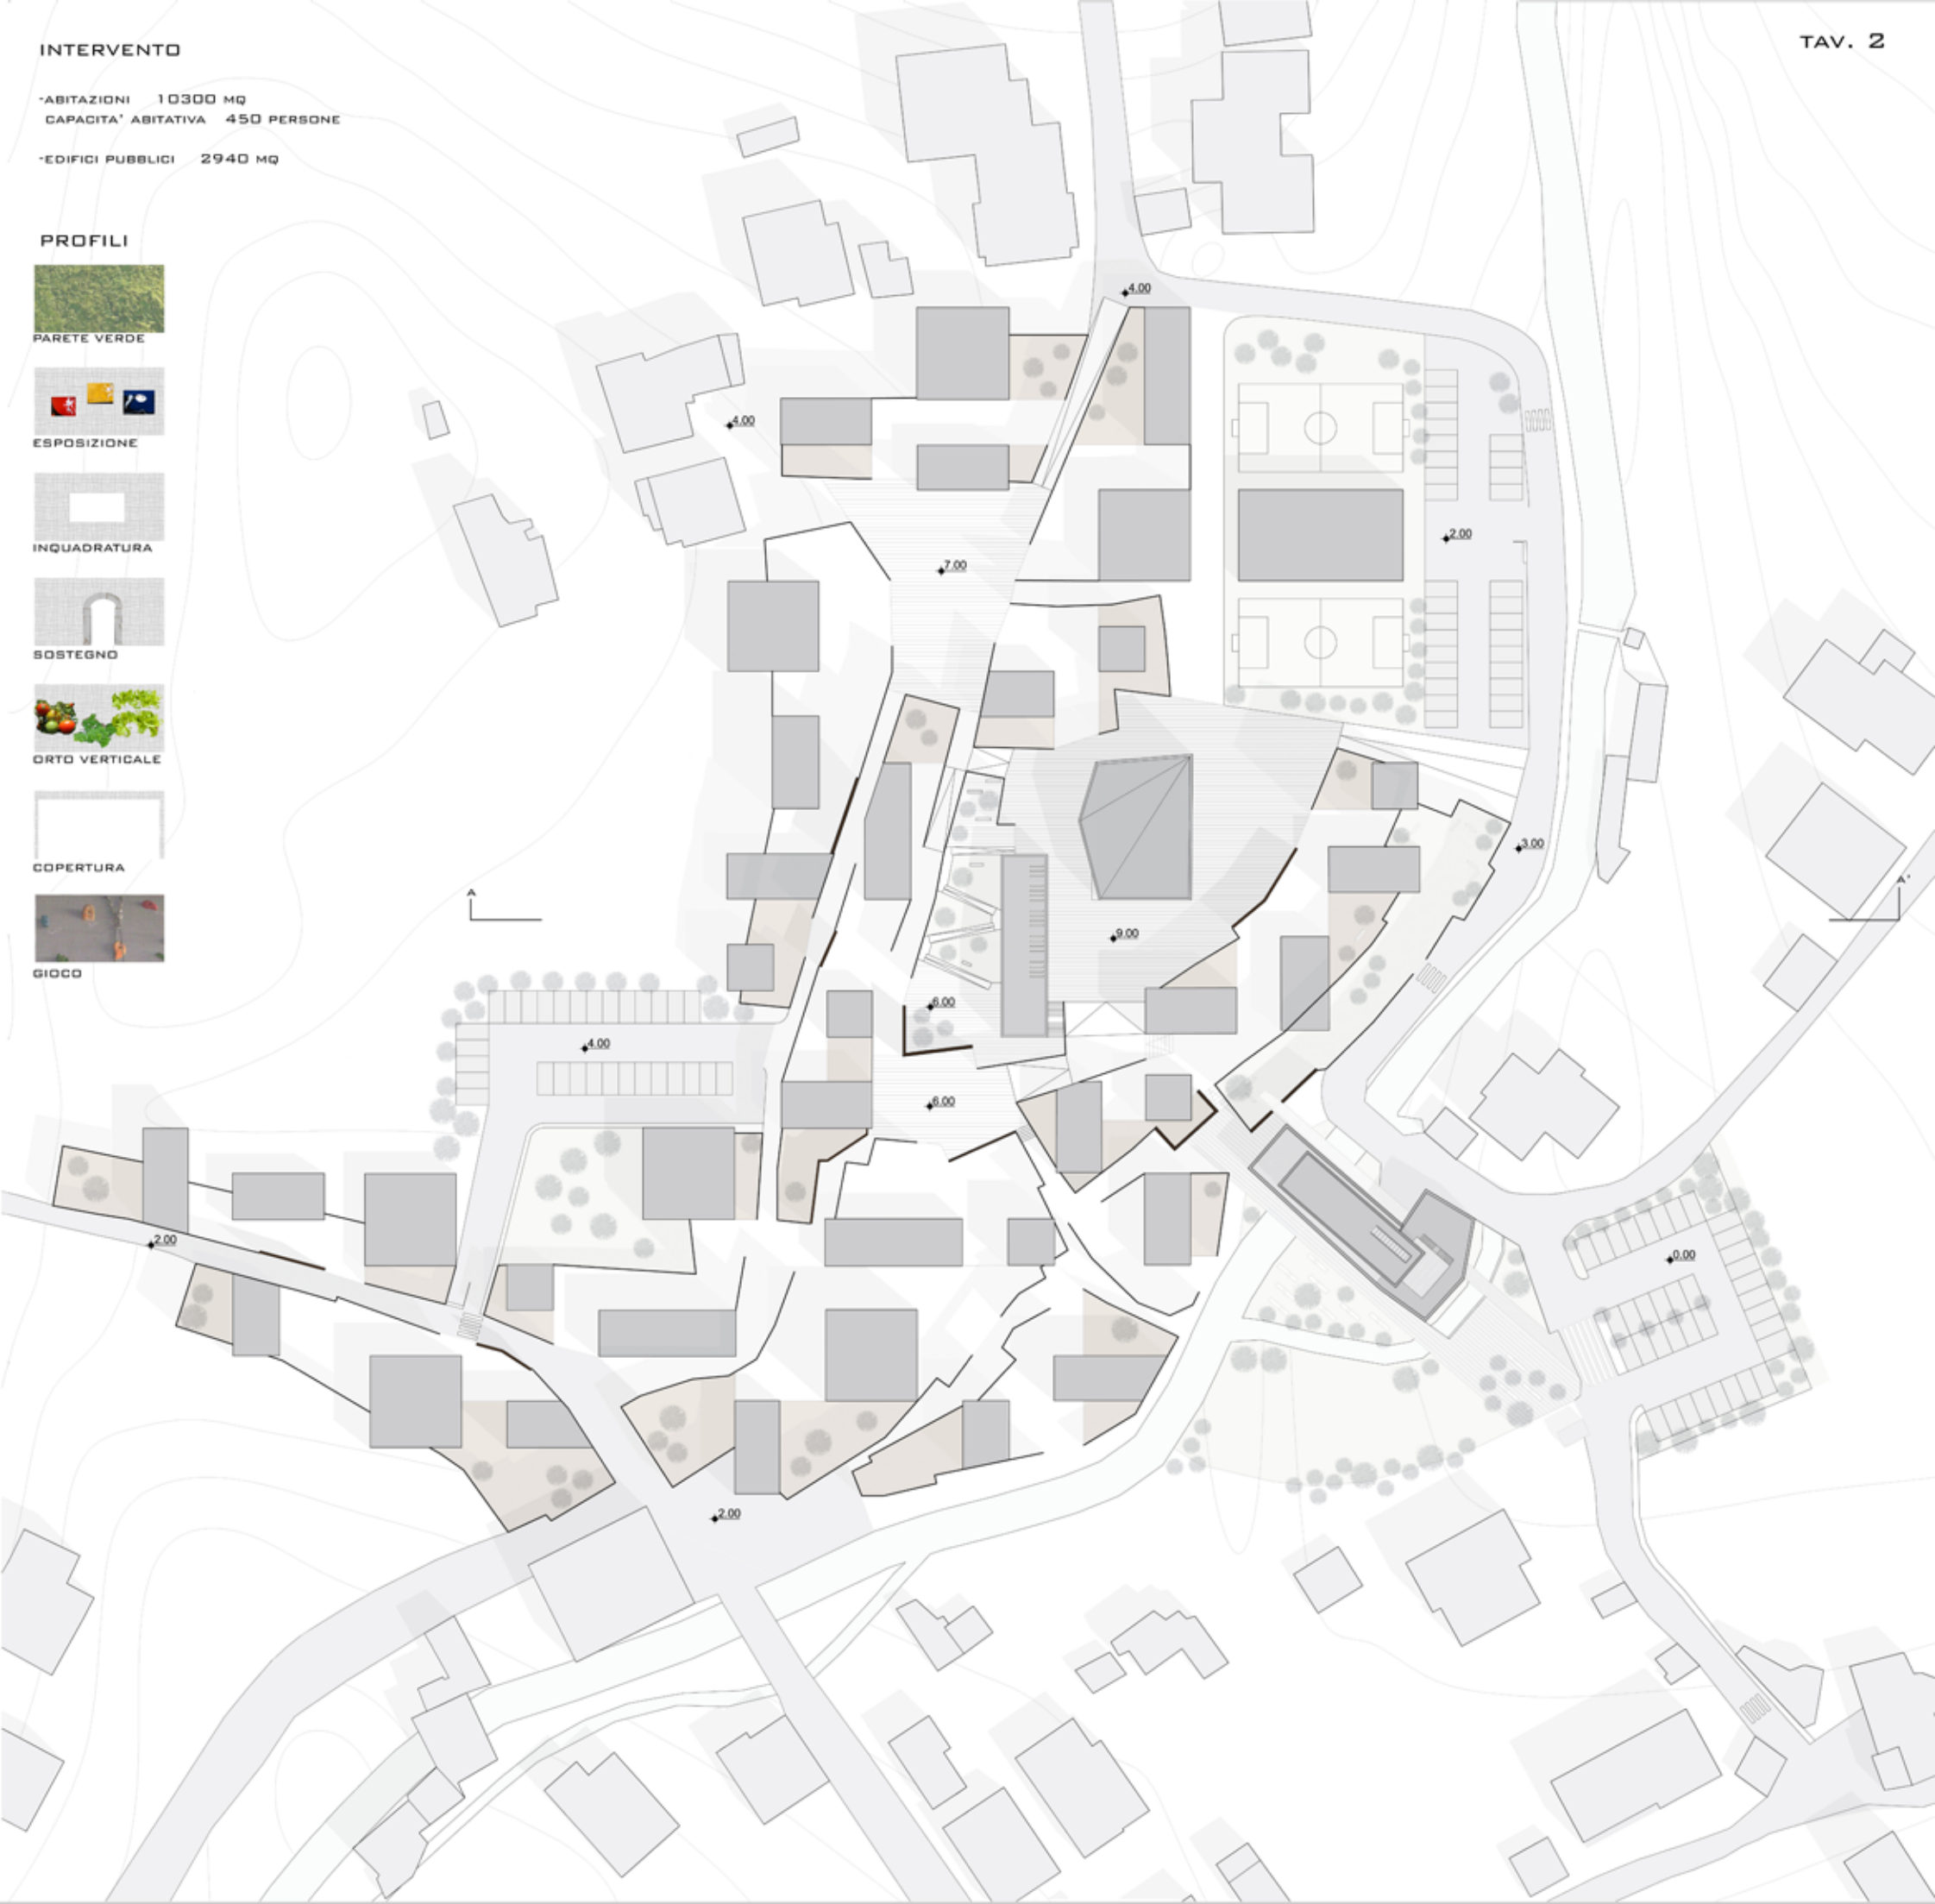 INTERVENTO
TAV. 2
-ABITAZIONI 10300 MQ
CAPACITA' ABITATIVA 450 PERSONE
-EDIFICI PUBBLICI 2940 MQ
PROFILI
PARETE VERDE
ESPOSIZIONE
INQUADRATURA
SOSTEGNO
ORTO VERTICALE
COPERTURA
GIOCO
4.00
4.00
2.00
7.00
3.00
A
A'
9.00
6.00
4.00
6.00
2.00
0.00
2.00